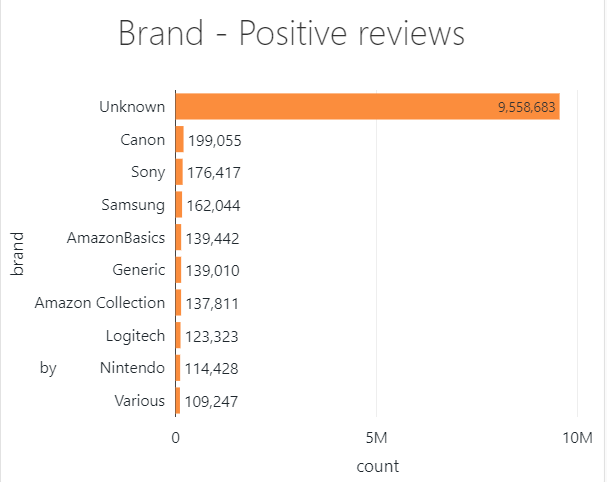 Brand - Positive reviews
Unknown 9,558,683
Canon 199,055
Sony 176,417
Samsung 162,044
AmazonBasics 139,442
brand
Generic 139,010
Amazon Collection 137,811
Logitech 123,323
by Nintendo 114,428
Various 109,247
0 5M 10M
count